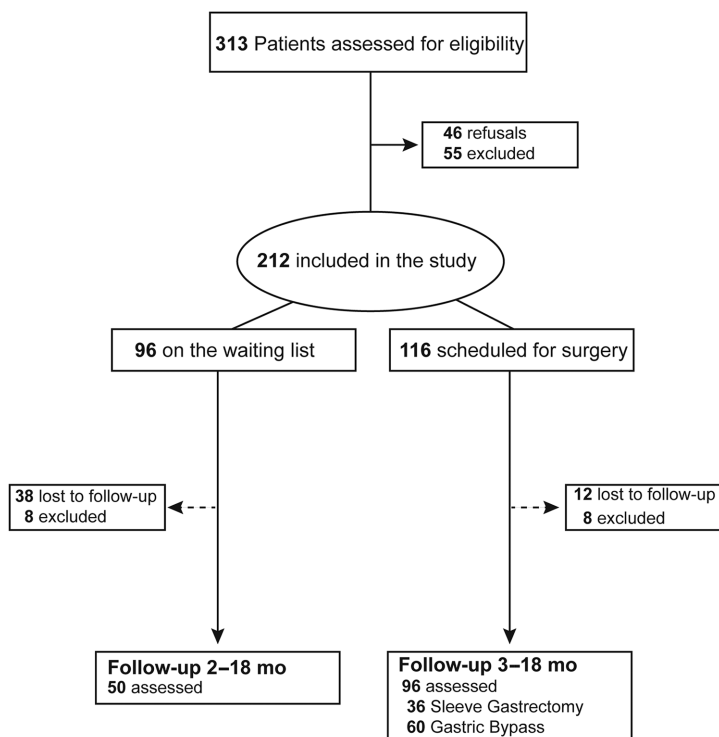 313 Patients assessed for eligibility
46 refusals
55 excluded
212 included in the study
96 on the waiting list
116 scheduled for surgery
38 lost to follow-up
8 excluded
12 lost to follow-up
8 excluded
Follow-up 2–18 mo
50 assessed
Follow-up 3–18 mo
96 assessed
36 Sleeve Gastrectomy
60 Gastric Bypass